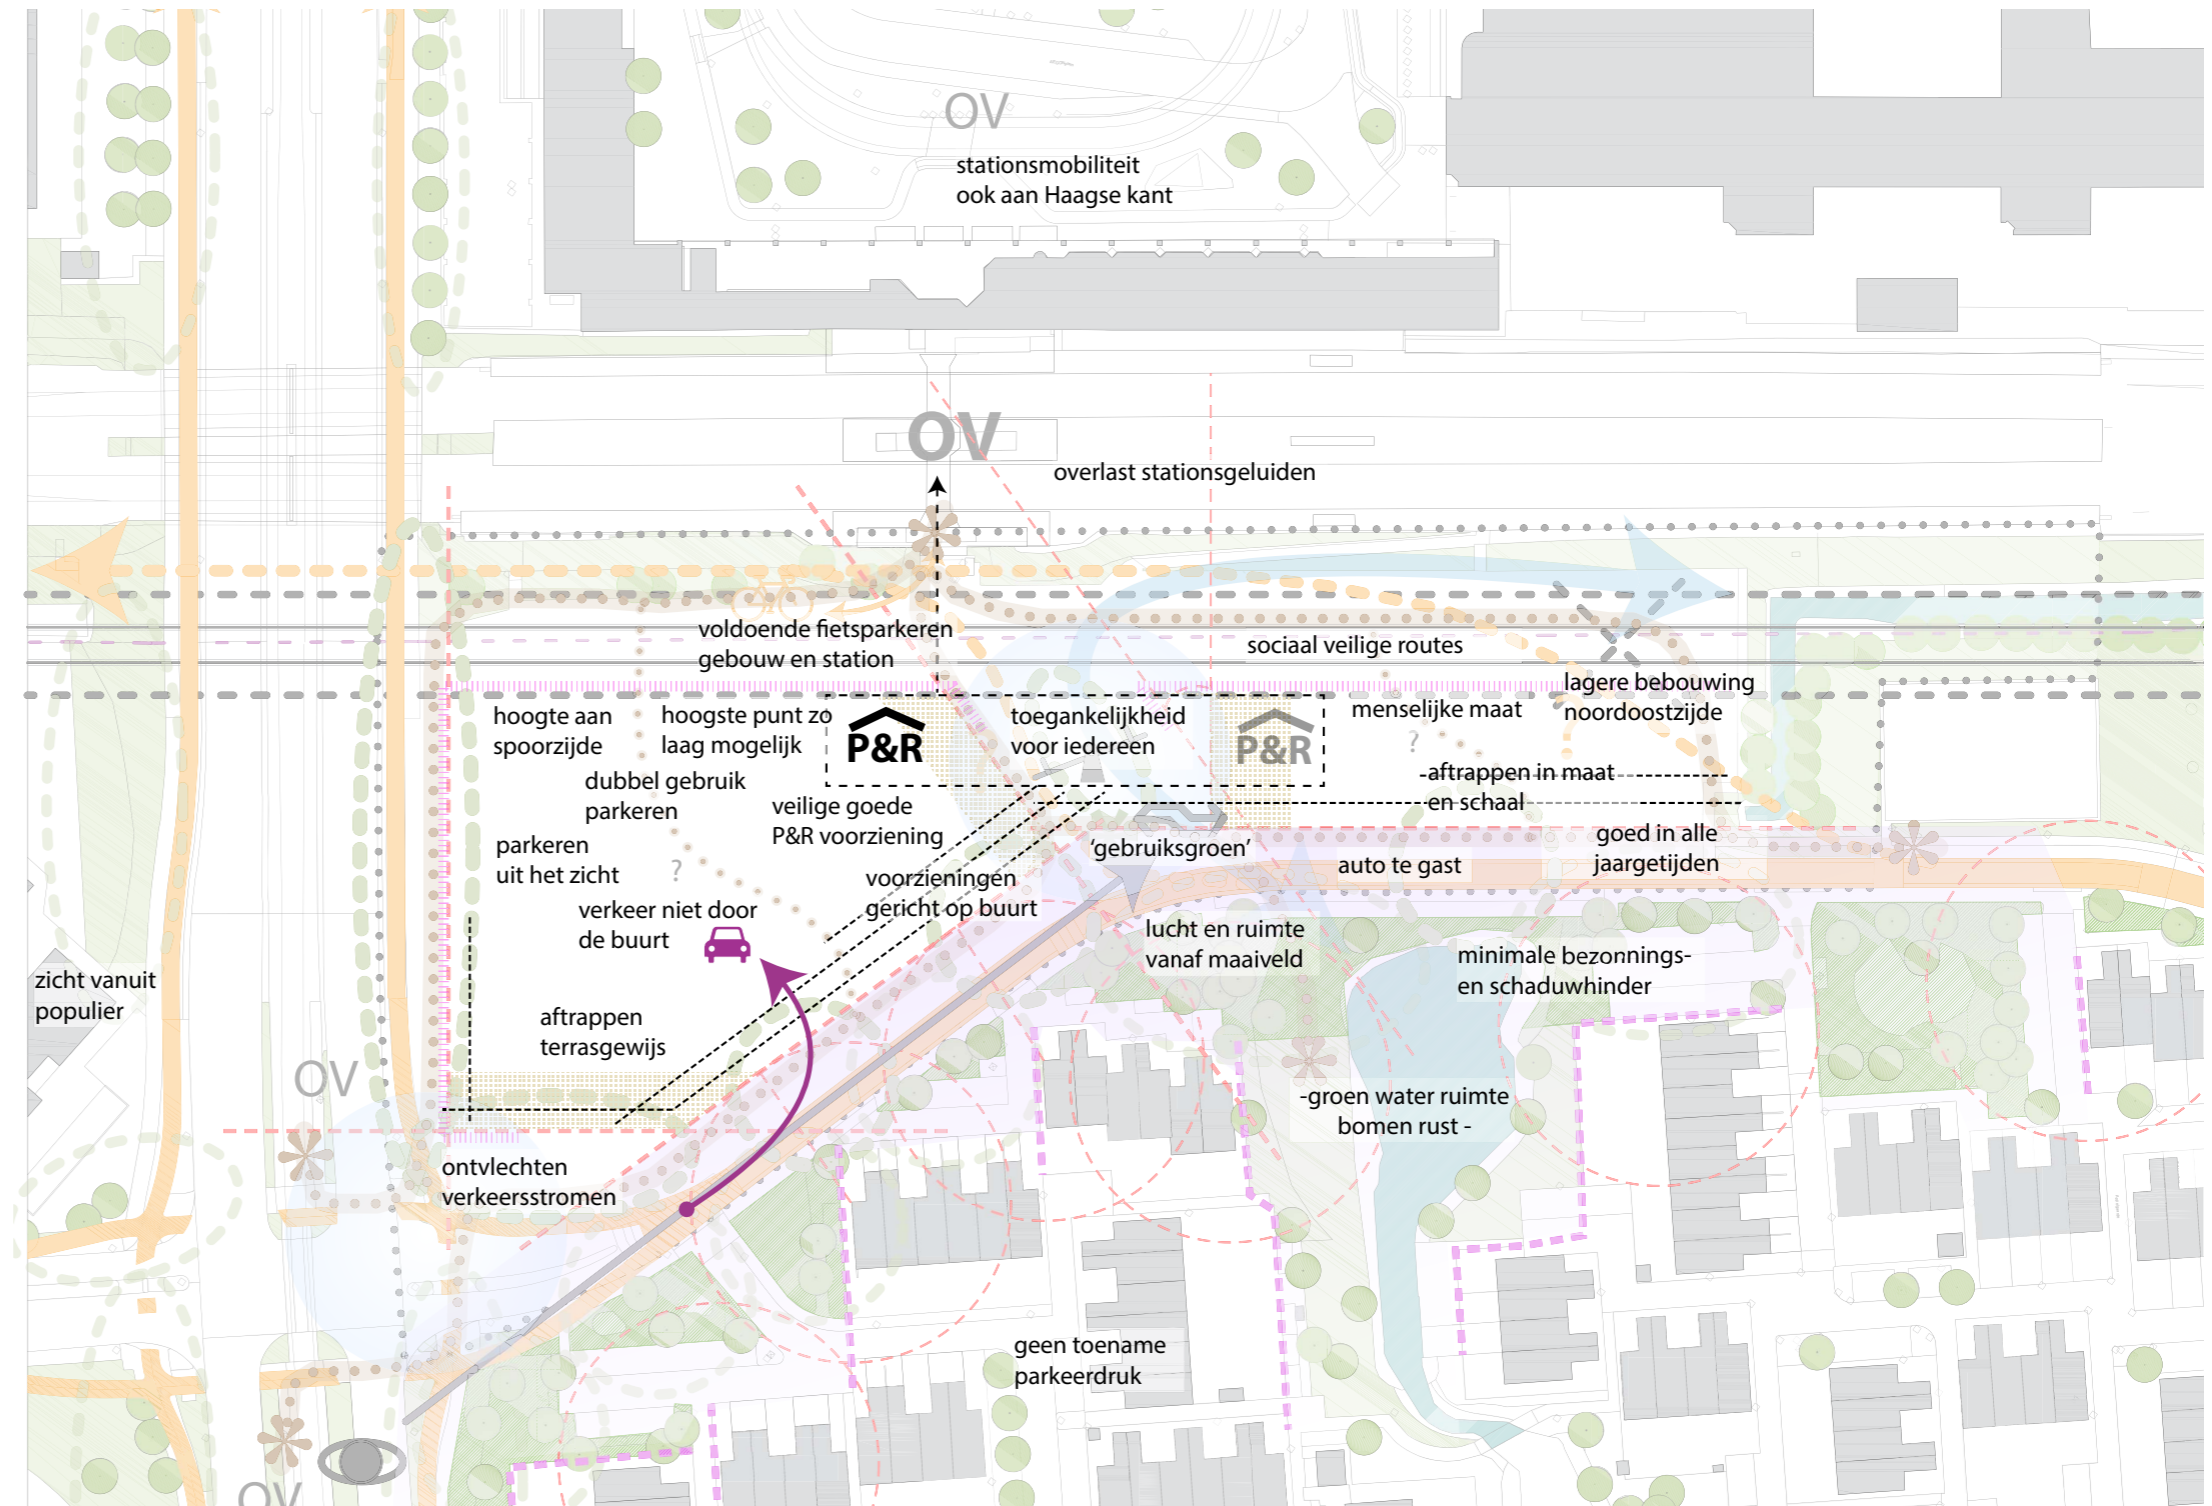 OV
stationsmobiliteit
ook aan Haagse kant
OV
overlast stationsgeluiden
voldoende fietsparkeren
gebouw en station
sociaal veilige routes
lagere bebouwing
noordoostzijde
hoogte aan
spoorzijde
hoogste punt zo
laag mogelijk
P&R
toegankelijkheid
voor iedereen
P&R
menselijke maat
?
-aftrappen in maat
en schaal
dubbel gebruik
parkeren
veilige goede
P&R voorziening
parkeren
uit het zicht
?
'gebruiksgroen'
auto te gast
goed in alle
jaargetijden
voorzieningen
gericht op buurt
verkeer niet door
de buurt
lucht en ruimte
vanaf maaiveld
minimale bezonnings-
en schaduwhinder
zicht vanuit
populier
aftrappen
terrasgewijs
OV
-groen water ruimte
bomen rust -
ontvlechten
verkeersstromen
geen toename
parkeerdruk
OV